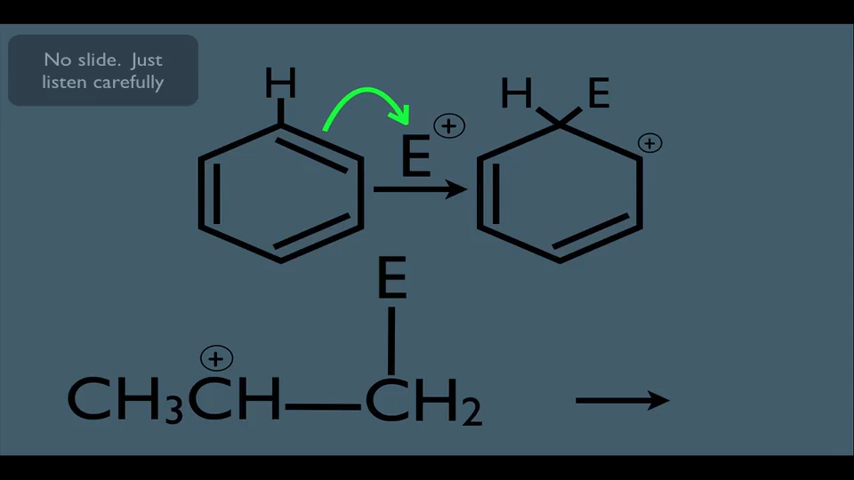 No slide. Just
listen carefully
H
H E
E⊕
⊕
E
⊕
CH₃CH—CH₂